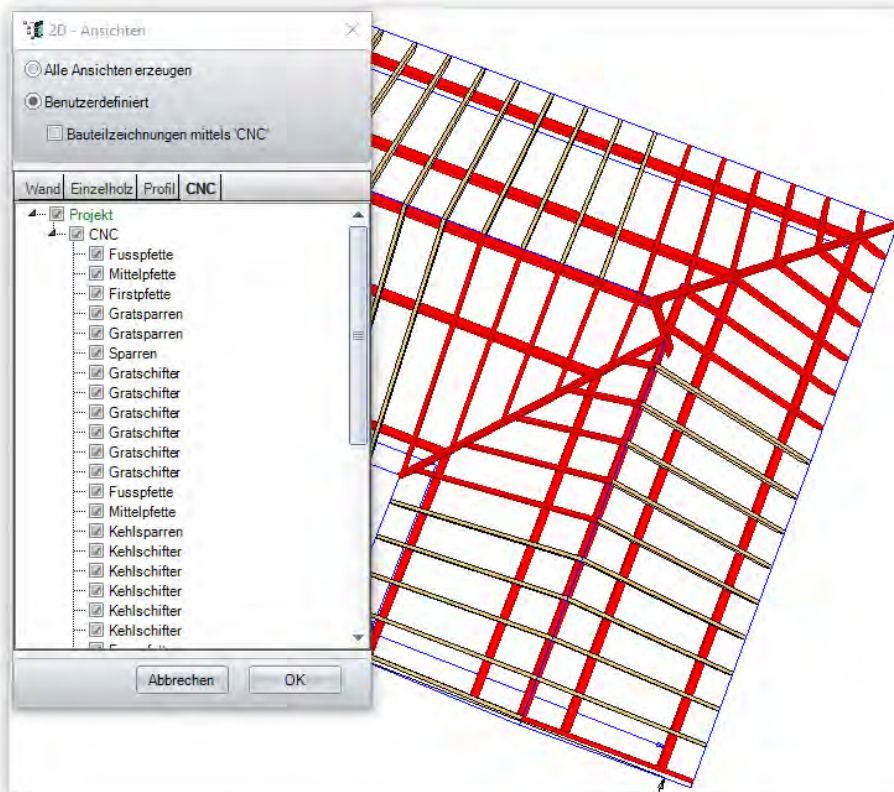 2D - Ansichten
Alle Ansichten erzeugen
Benutzerdefiniert
Bauteilzeichnungen mittels 'CNC'
Wand Einzelholz Profil CNC
Projekt
CNC
Fusspfette
Mittelpfette
Firstpfette
Gratsparren
Gratsparren
Sparren
Gratschifter
Gratschifter
Gratschifter
Gratschifter
Gratschifter
Gratschifter
Fusspfette
Mittelpfette
Kehlsparren
Kehlschifter
Kehlschifter
Kehlschifter
Kehlschifter
Kehlschifter
Abbrechen OK